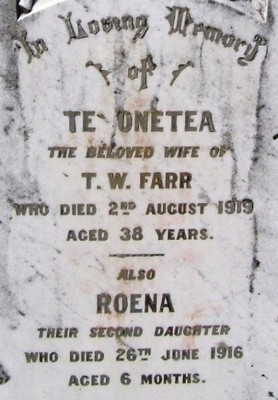 In Loving Memory
of
TE ONETEA
THE BELOVED WIFE OF
T. W. FARR
WHO DIED 2ND AUGUST 1919
AGED 38 YEARS.
ALSO
ROENA
THEIR SECOND DAUGHTER
WHO DIED 26TH JUNE 1916
AGED 6 MONTHS.